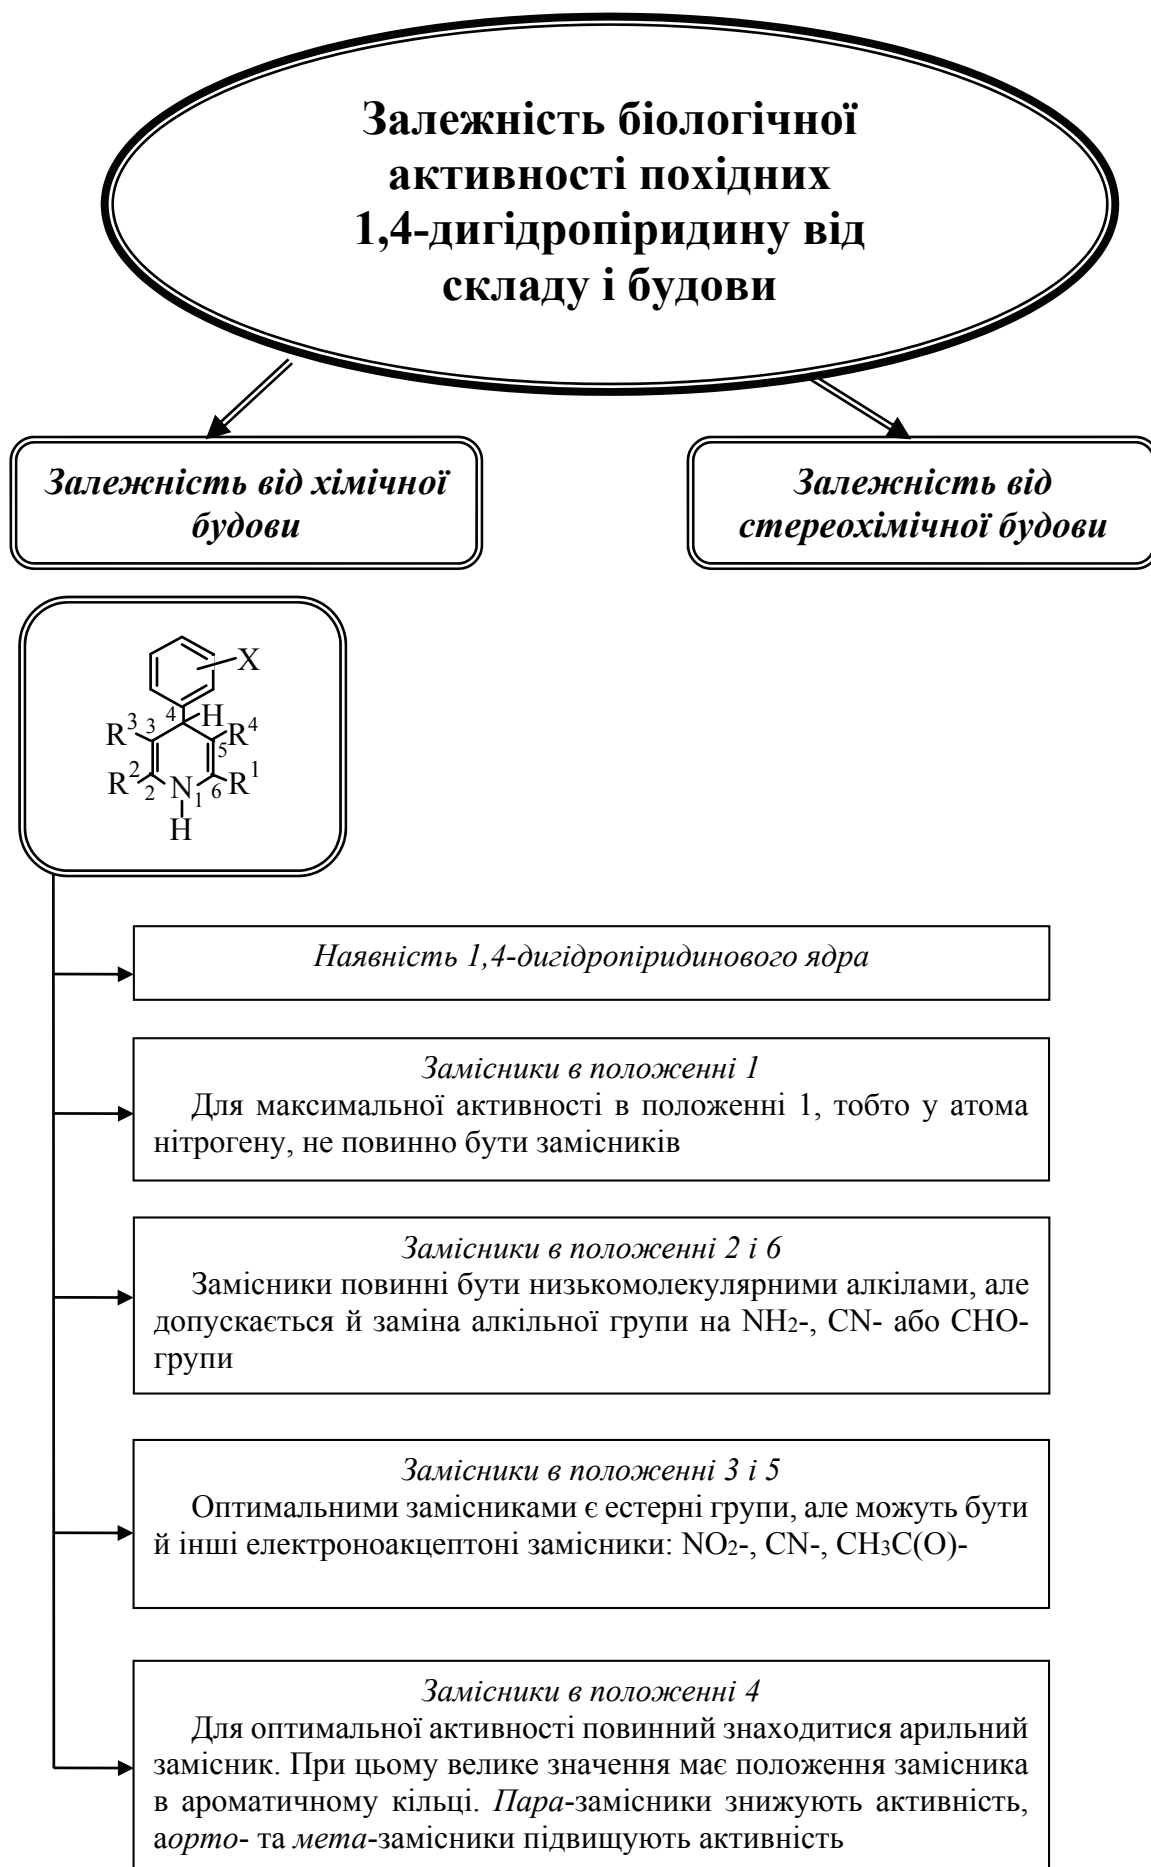 Залежність біологічної
активності похідних
1,4-дигідропіридину від
складу і будови
Залежність від хімічної
будови
Залежність від
стереохімічної будови
X
4 H
R3 3 R4
5
R2 2 N 1 6 R1
H
Наявність 1,4-дигідропіридинового ядра
Замісники в положенні 1
Для максимальної активності в положенні 1, тобто у атома
нітрогену, не повинно бути замісників
Замісники в положенні 2 і 6
Замісники повинні бути низькомолекулярними алкілами, але
допускається й заміна алкільної групи на NH2-, CN- або CHO-
групи
Замісники в положенні 3 і 5
Оптимальними замісниками є естерні групи, але можуть бути
й інші електроноакцептоні замісники: NO2-, CN-, CH3C(O)-
Замісники в положенні 4
Для оптимальної активності повинний знаходитися арильний
замісник. При цьому велике значення має положення замісника
в ароматичному кільці. Пара-замісники знижують активність,
аорто- та мета-замісники підвищують активність